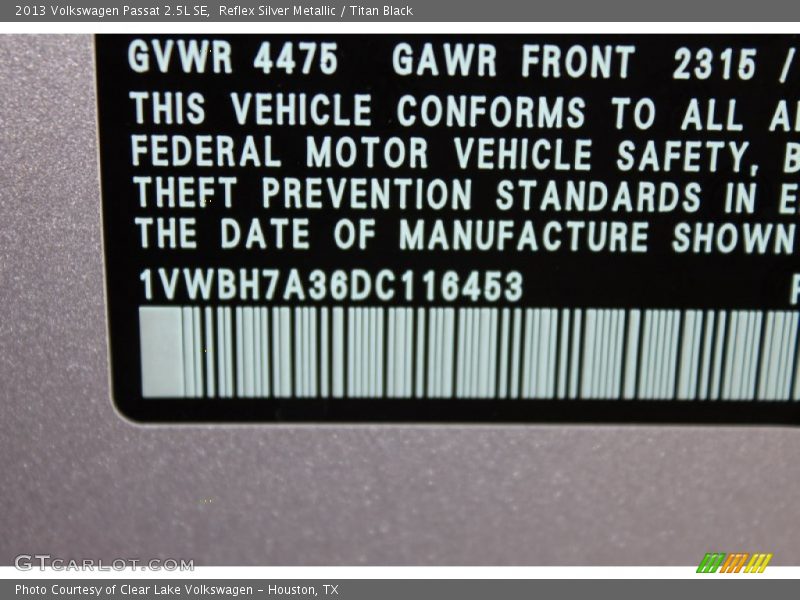 2013 Volkswagen Passat 2.5L SE,  Reflex Silver Metallic / Titan Black
GVWR 4475  GAWR FRONT  2315 /
THIS VEHICLE CONFORMS TO ALL
FEDERAL MOTOR VEHICLE SAFETY,
THEFT PREVENTION STANDARDS IN
THE DATE OF MANUFACTURE SHOWN
1VWBH7A36DC116453
GTCARLOT.COM
Photo Courtesy of Clear Lake Volkswagen – Houston, TX